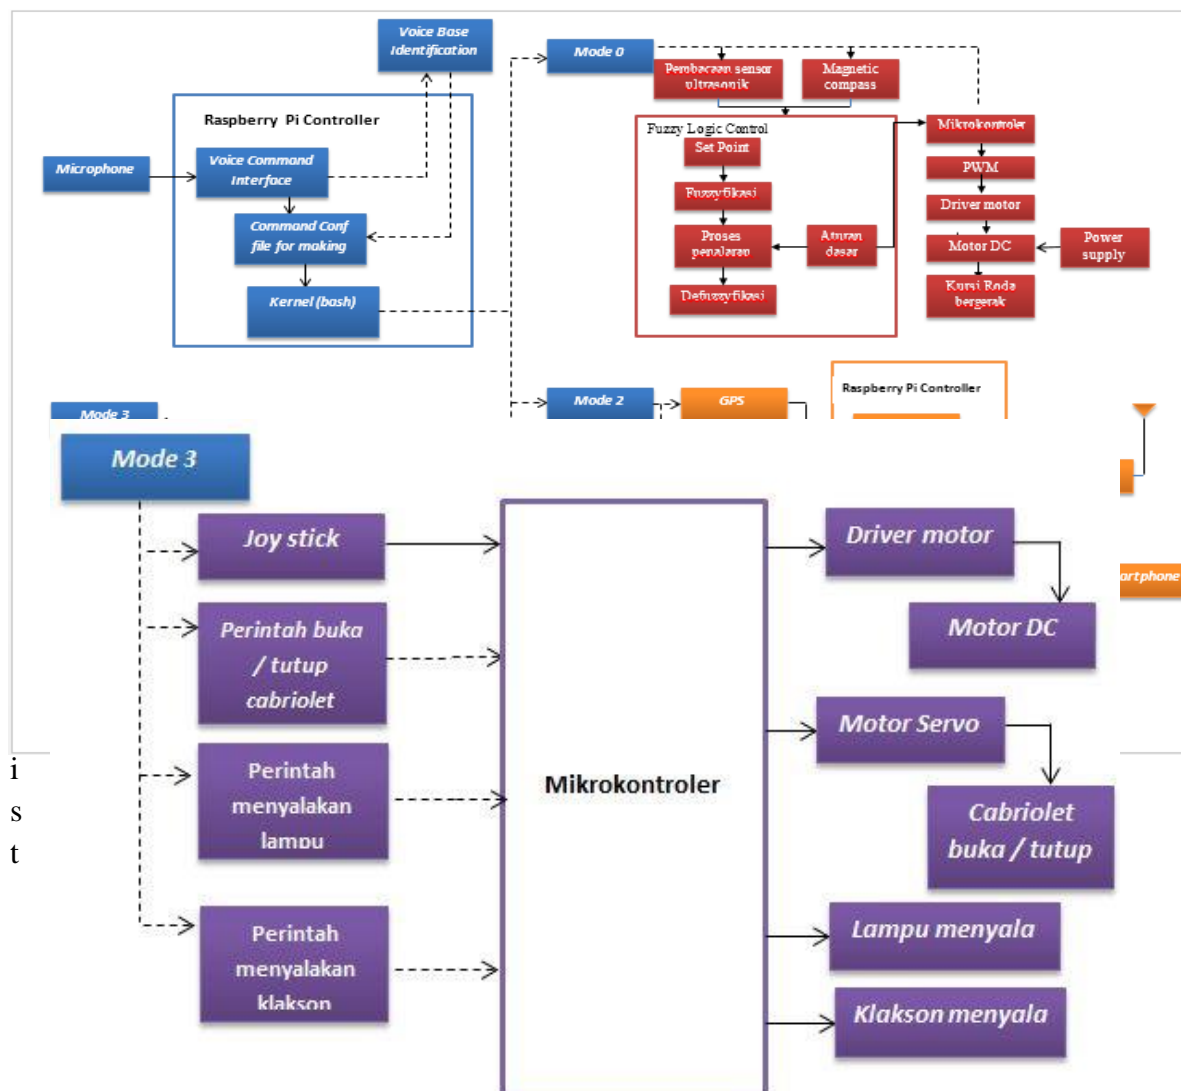 Voice Base
Identification
Mode 0
Pembacaan sensor
ultrasonik
Magnetic
compass
Raspberry Pi Controller
Microphone
Voice Command
Interface
Command Conf
file for making
Kernel (bash)
Fuzzy Logic Control
Set Point
Fuzzyfikasi
Proses
penalaran
Aturan
dasar
Defuzzyfikasi
Mikrokontroler
PWM
Driver motor
Motor DC
Power
supply
Kursi Roda
bergerak
Mode 2
GPS
Raspberry Pi Controller
Mode 3
artphone
Mode 3
Joy stick
Perintah buka
/ tutup
cabriolet
Perintah
menyalakan
lampu
Perintah
menyalakan
klakson
Mikrokontroler
Driver motor
Motor DC
Motor Servo
Cabriolet
buka / tutup
Lampu menyala
Klakson menyala
i
s
t